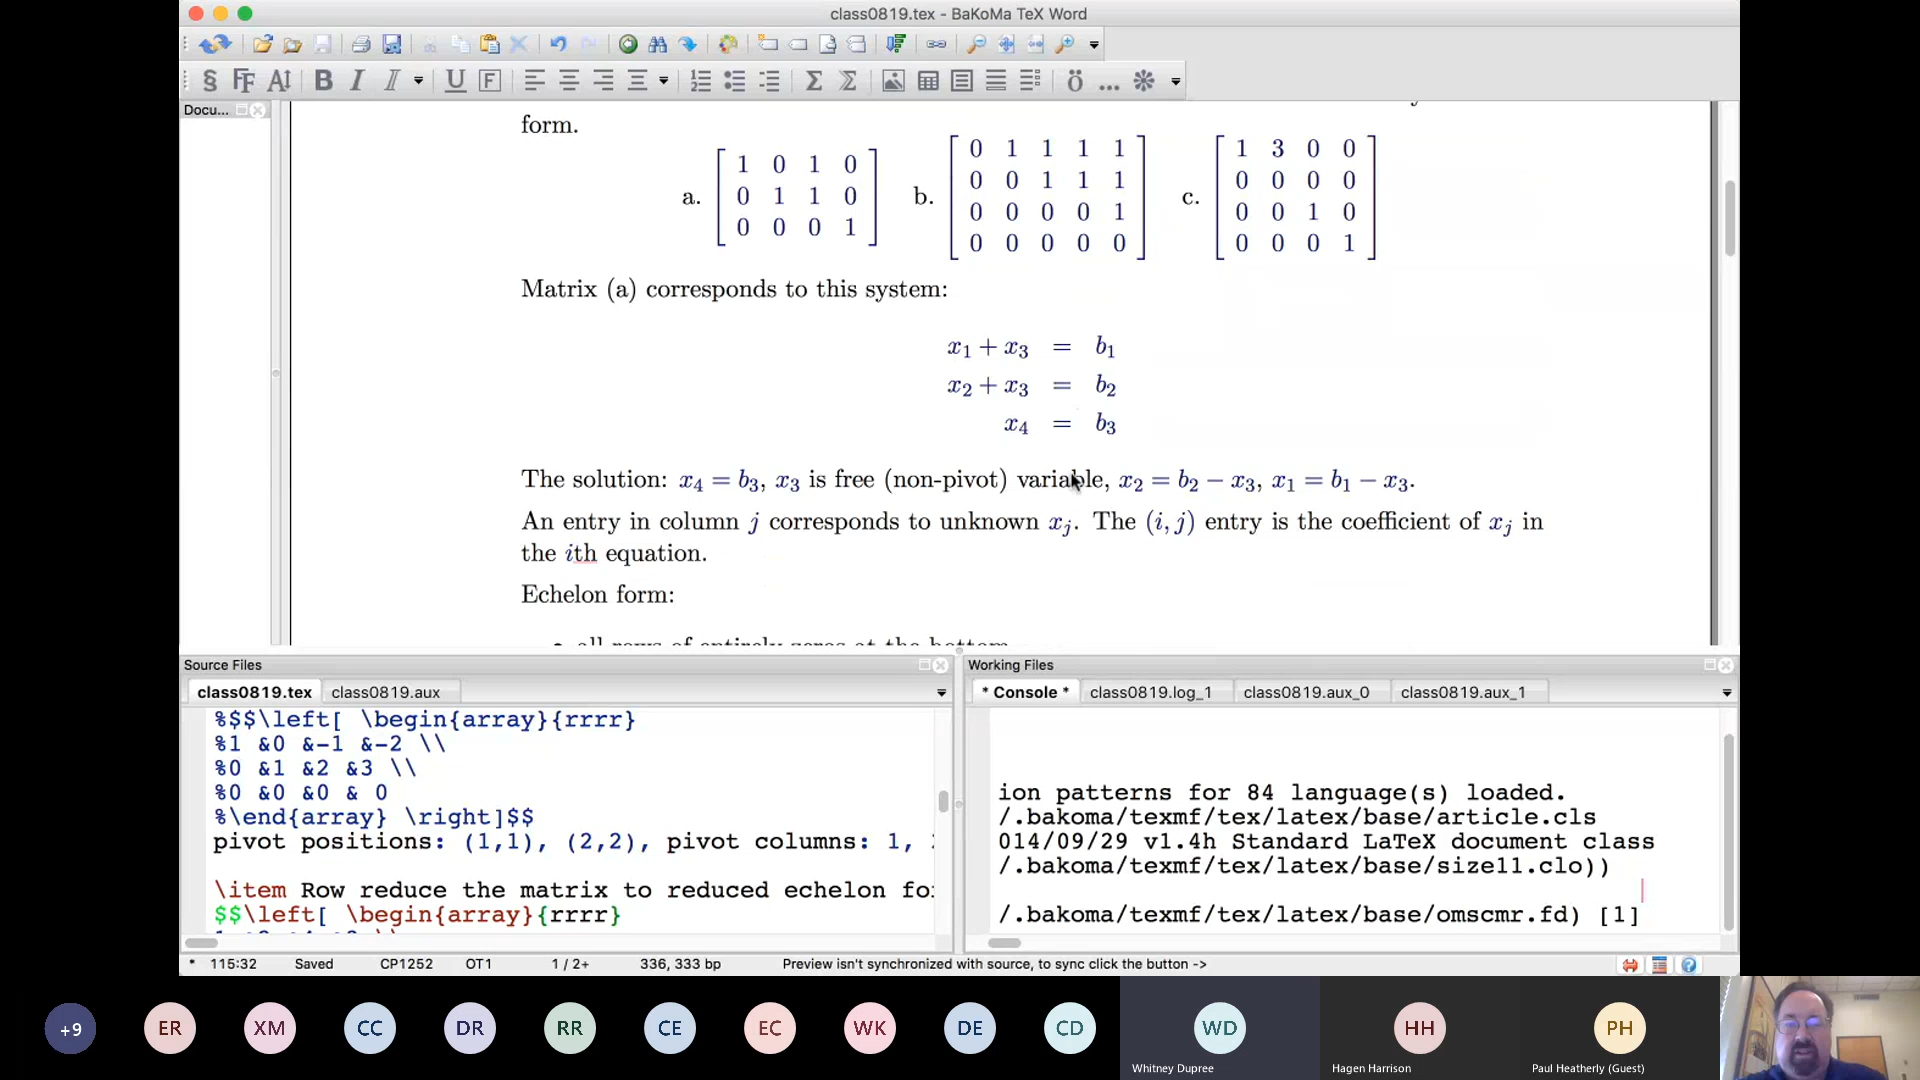 class0819.tex - BaKoMa TeX Word
Docu...
form.
a. [ 1 0 1 0
0 1 1 0
0 0 0 1 ]
b. [ 0 1 1 1 1
0 0 1 1 1
0 0 0 0 1
0 0 0 0 0 ]
c. [ 1 3 0 0
0 0 0 0
0 0 1 0
0 0 0 1 ]
Matrix (a) corresponds to this system:
x₁ + x₃ = b₁
x₂ + x₃ = b₂
x₄ = b₃
The solution: x₄ = b₃, x₃ is free (non-pivot) variable, x₂ = b₂ − x₃, x₁ = b₁ − x₃.
An entry in column j corresponds to unknown xⱼ. The (i, j) entry is the coefficient of xⱼ in
the ith equation.
Echelon form:
• all rows of entirely zeros at the bottom
Source Files
class0819.tex class0819.aux
%$$\left[ \begin{array}{rrrr}
%1 &0 &-1 &-2 \\
%0 &1 &2 &3 \\
%0 &0 &0 & 0
%\end{array} \right]$$
pivot positions: (1,1), (2,2), pivot columns: 1,
\item Row reduce the matrix to reduced echelon fo
$$\left[ \begin{array}{rrrr}
Working Files
* Console * class0819.log_1 class0819.aux_0 class0819.aux_1
ion patterns for 84 language(s) loaded.
/.bakoma/texmf/tex/latex/base/article.cls
014/09/29 v1.4h Standard LaTeX document class
/.bakoma/texmf/tex/latex/base/size11.clo))
/.bakoma/texmf/tex/latex/base/omscmr.fd) [1]
* 115:32 Saved CP1252 OT1 1 / 2+ 336, 333 bp Preview isn't synchronized with source, to sync click the button ->
+9 ER XM CC DR RR CE EC WK DE CD WD HH PH
Whitney Dupree Hagen Harrison Paul Heatherly (Guest)